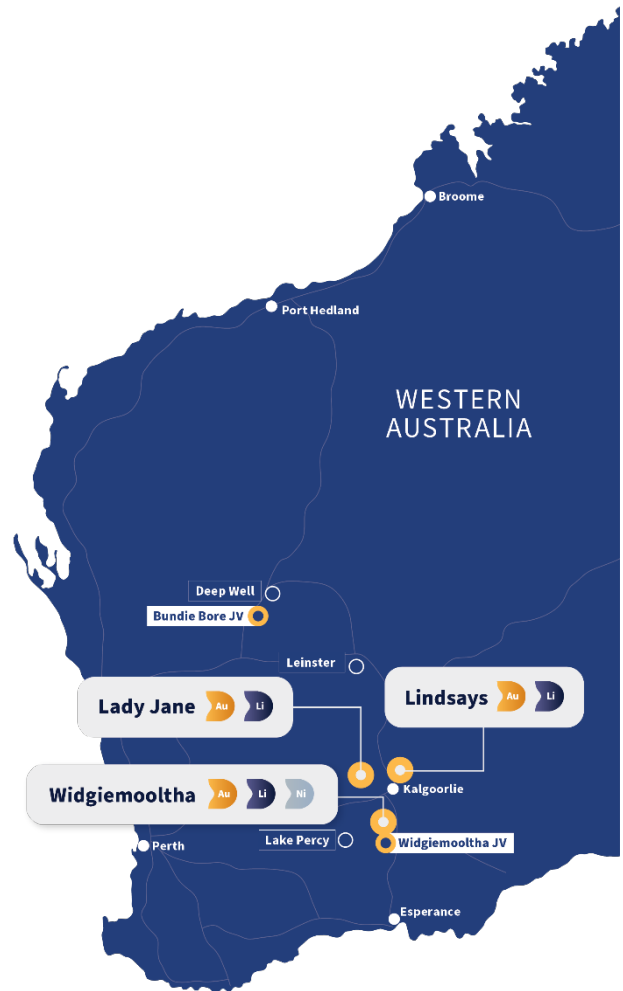 Broome
Port Hedland
WESTERN
AUSTRALIA
Deep Well
Bundie Bore JV
Leinster
Lady Jane Au Li
Lindsays Au Li
Widgiemooltha Au Li Ni
Kalgoorlie
Perth
Lake Percy
Widgiemooltha JV
Esperance